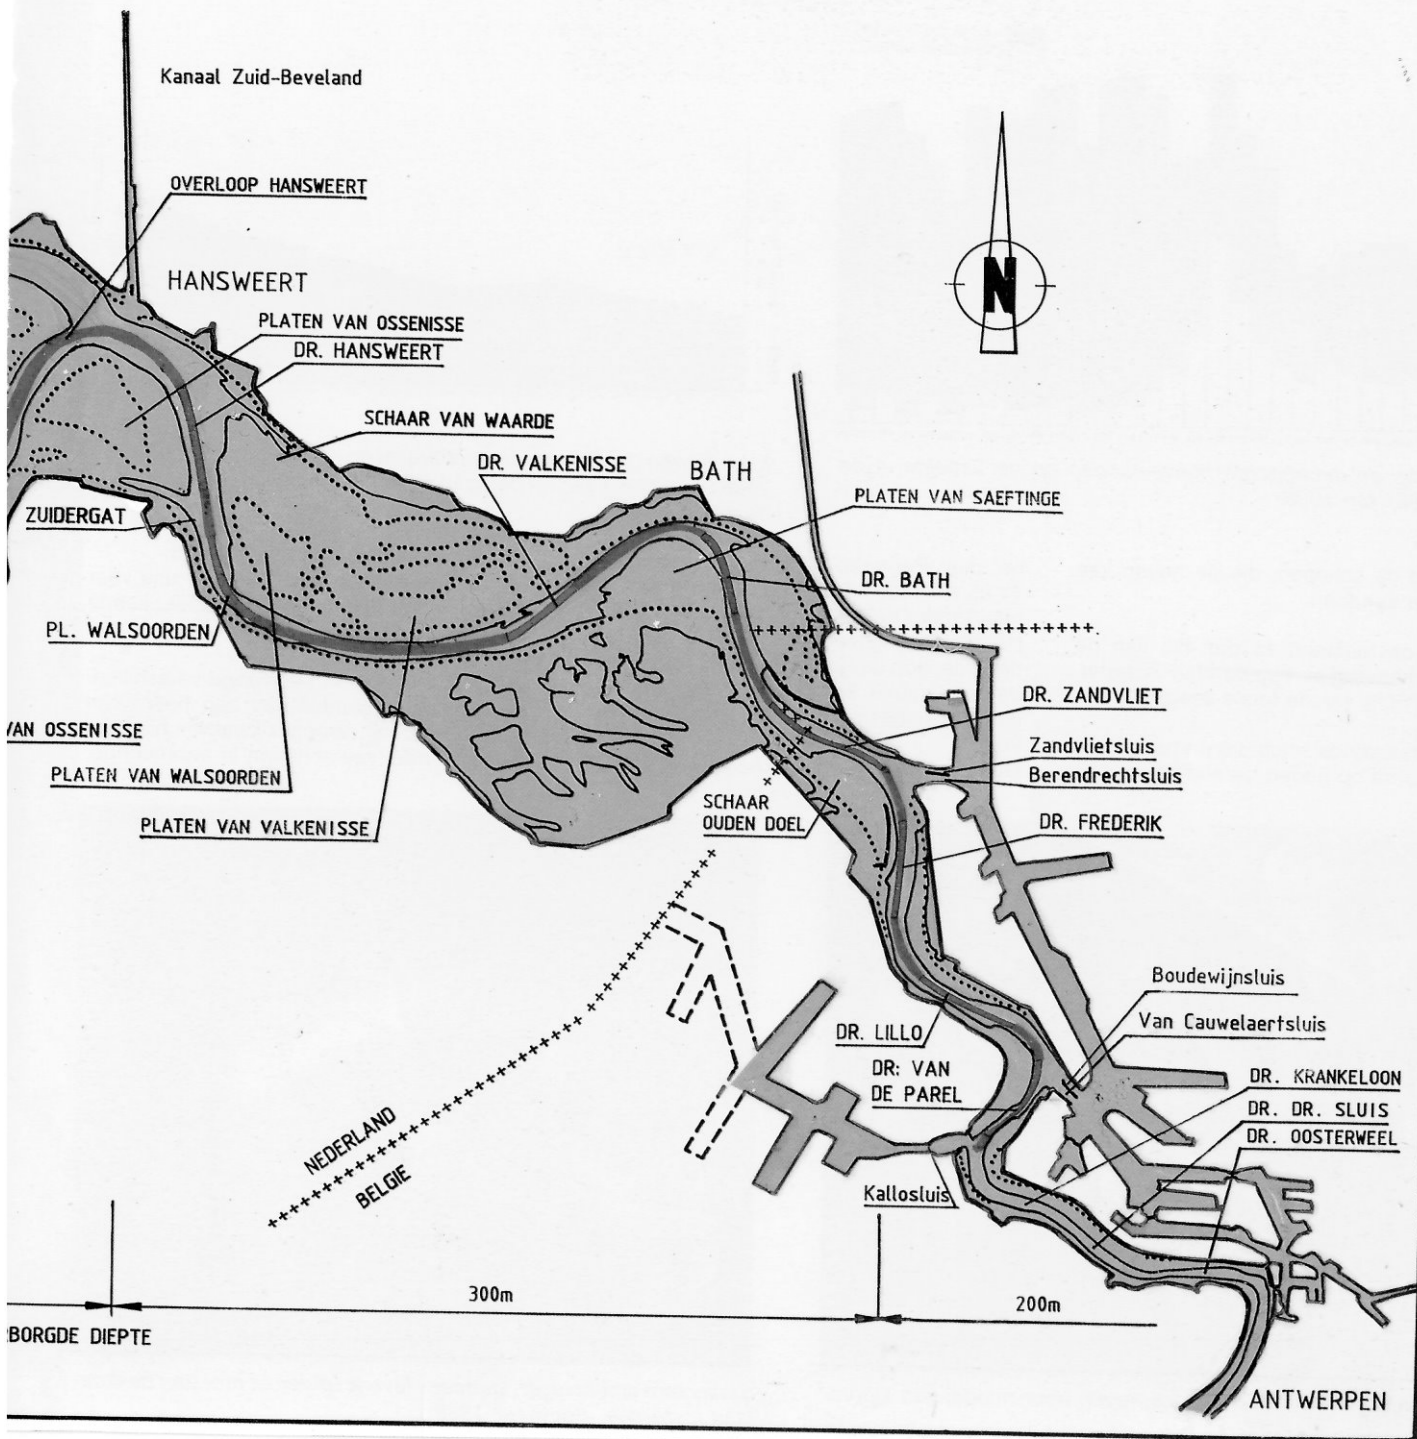 Kanaal Zuid-Beveland
OVERLOOP HANSWEERT
N
HANSWEERT
PLATEN VAN OSSENISSE
DR. HANSWEERT
SCHAAR VAN WAARDE
DR. VALKENISSE
BATH
PLATEN VAN SAEFTINGE
ZUIDERGAT
DR. BATH
PL. WALSOORDEN
DR. ZANDVLIET
VAN OSSENISSE
Zandvlietsluis
PLATEN VAN WALSOORDEN
Berendrechtsluis
SCHAAR
OUDEN DOEL
PLATEN VAN VALKENISSE
DR. FREDERIK
Boudewijnsluis
Van Cauwelaertsluis
DR. LILLO
DR: VAN
DE PAREL
DR. KRANKELOON
DR. DR. SLUIS
DR. OOSTERWEEL
NEDERLAND
BELGIE
Kallosluis
300m
200m
RBORGDE DIEPTE
ANTWERPEN